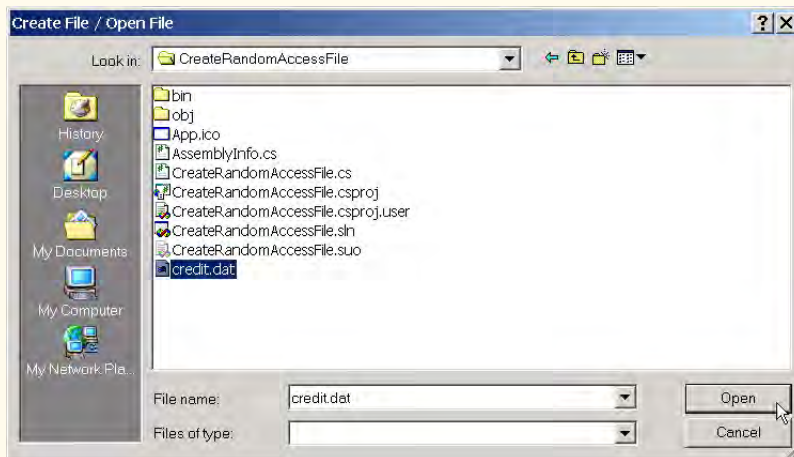 Create File / Open File
Look in: CreateRandomAccessFile
History
Desktop
My Documents
My Computer
My Network Pla...
bin
obj
App.ico
AssemblyInfo.cs
CreateRandomAccessFile.cs
CreateRandomAccessFile.csproj
CreateRandomAccessFile.csproj.user
CreateRandomAccessFile.sln
CreateRandomAccessFile.suo
credit.dat
File name: credit.dat Open
Files of type: Cancel